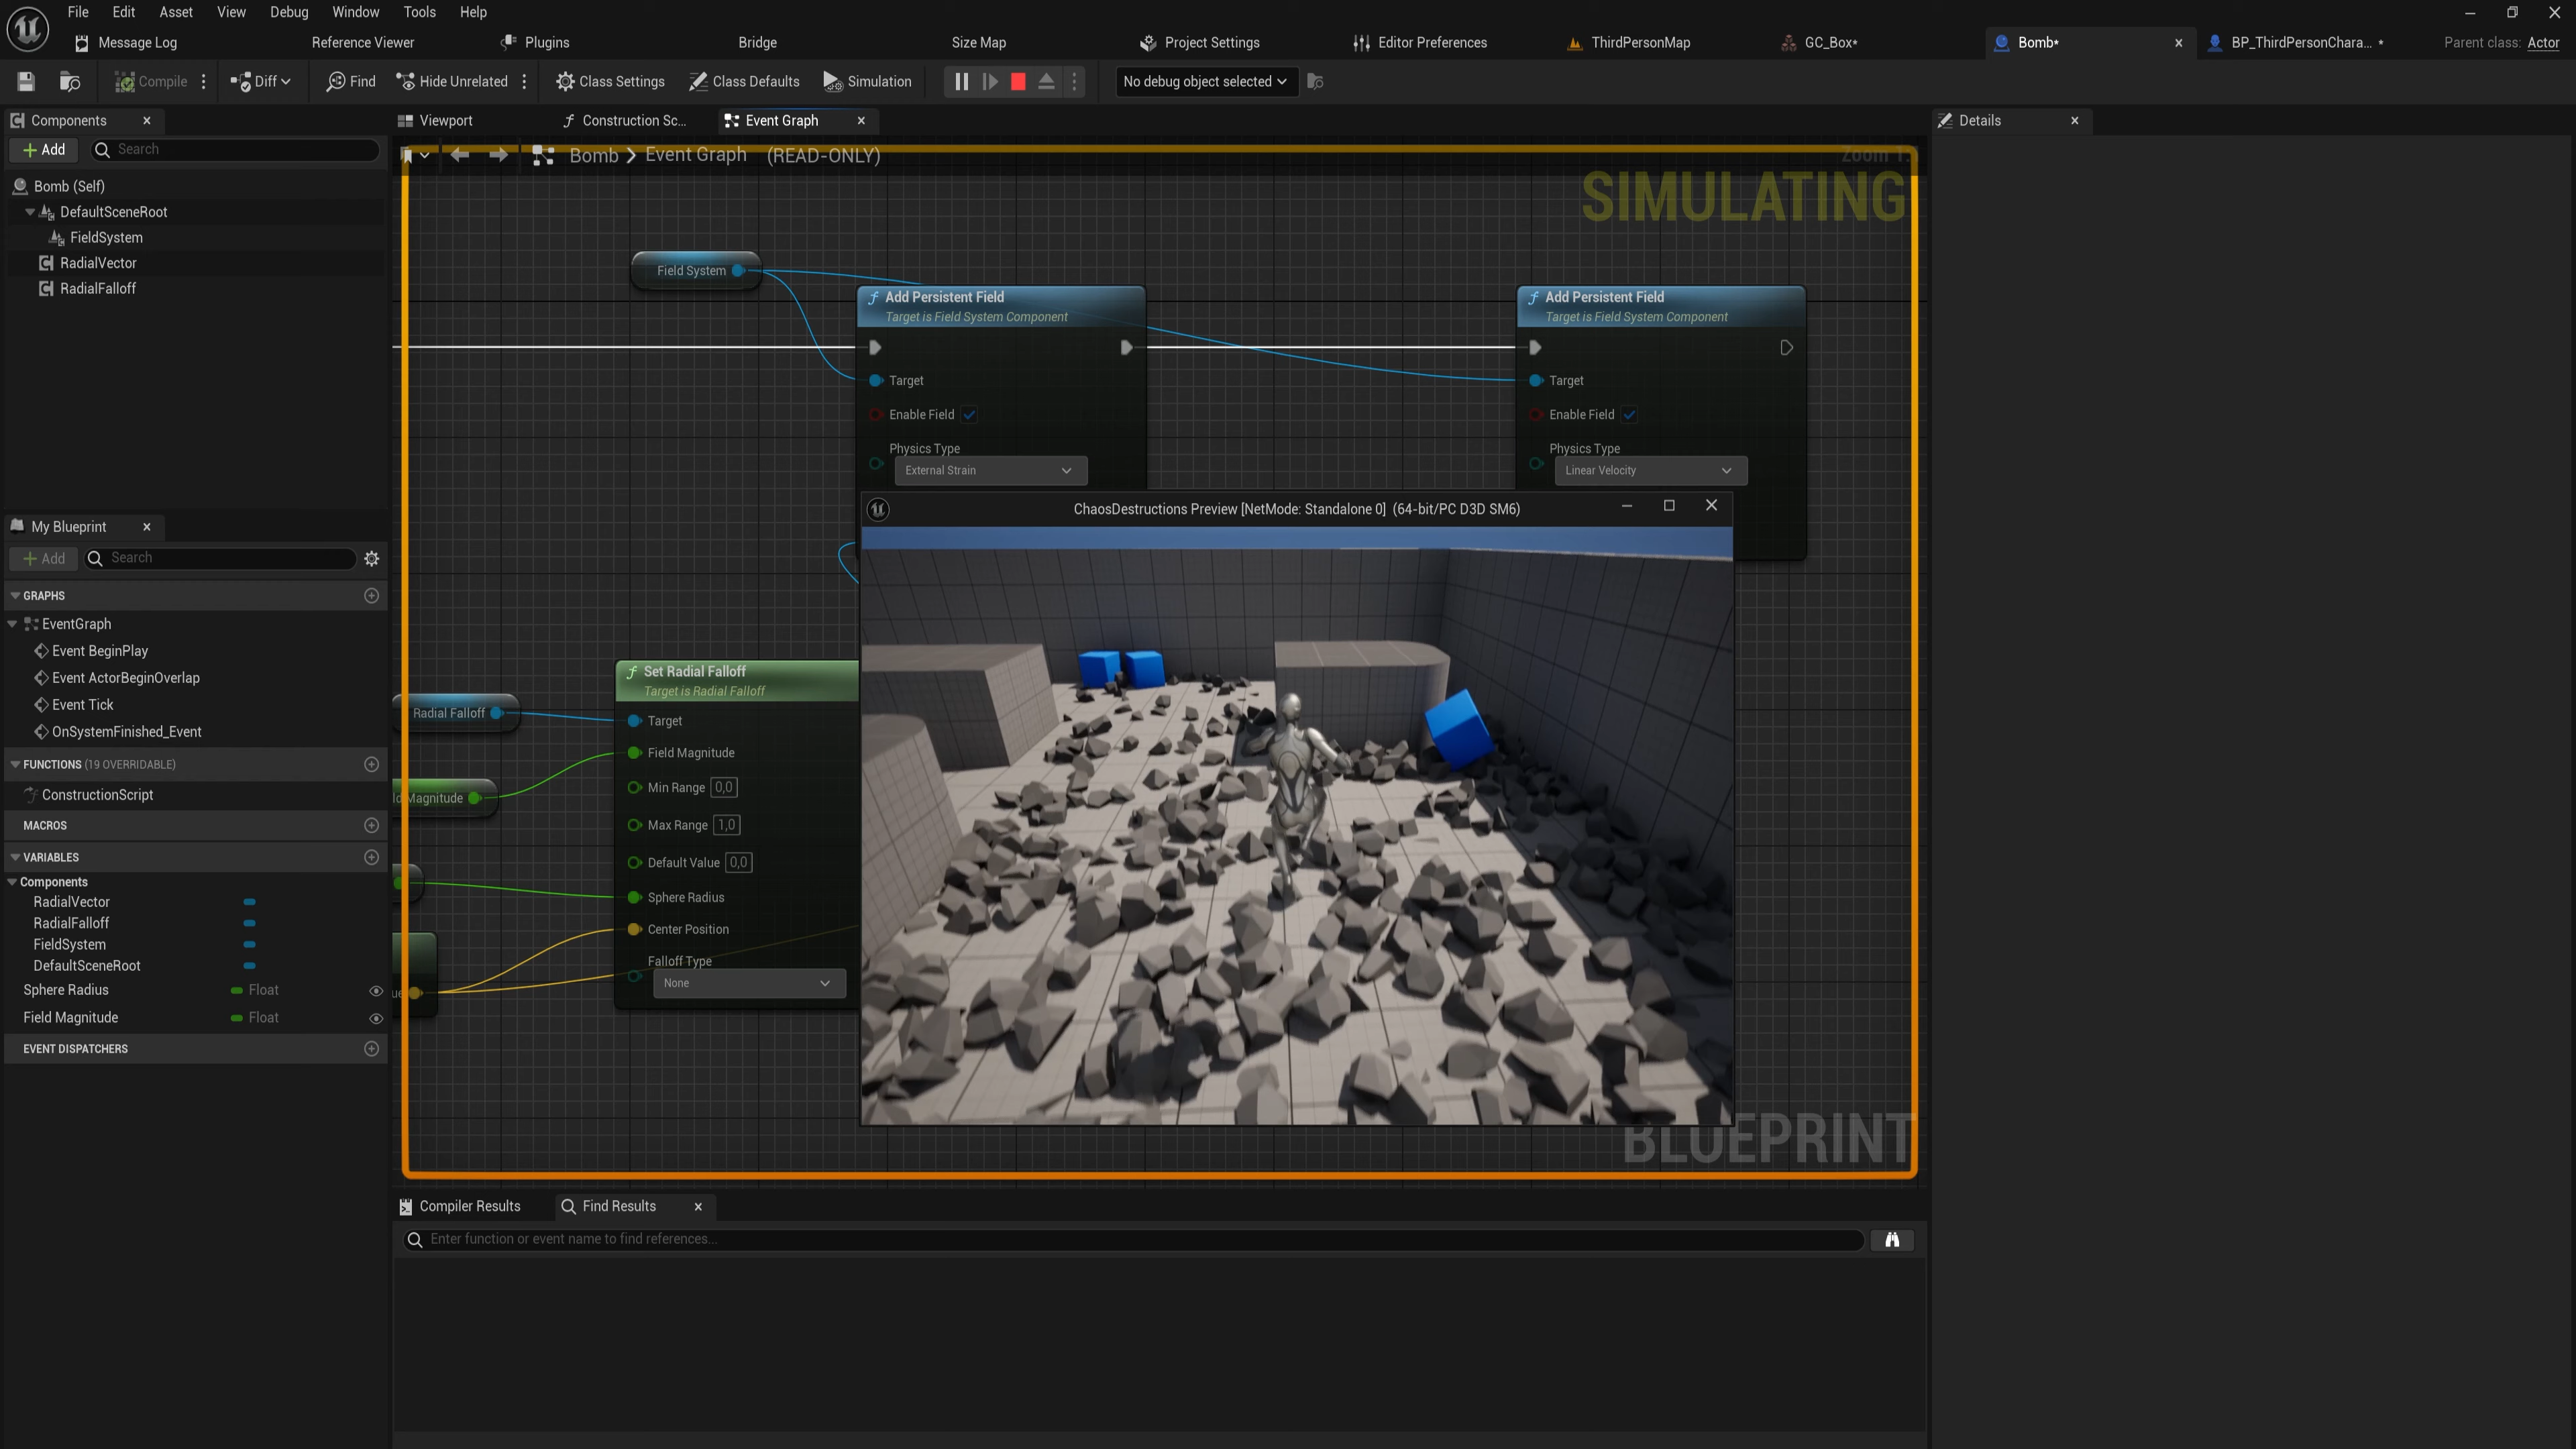 File Edit Asset View Debug Window Tools Help
Message Log Reference Viewer Plugins Bridge Size Map Project Settings Editor Preferences ThirdPersonMap GC_Box* Bomb* BP_ThirdPersonChara... * Parent class: Actor
Compile Diff Find Hide Unrelated Class Settings Class Defaults Simulation No debug object selected
Components
Add Search
Bomb (Self)
DefaultSceneRoot
FieldSystem
RadialVector
RadialFalloff
My Blueprint
Add Search
GRAPHS
EventGraph
Event BeginPlay
Event ActorBeginOverlap
Event Tick
OnSystemFinished_Event
FUNCTIONS (19 OVERRIDABLE)
ConstructionScript
MACROS
VARIABLES
Components
RadialVector
RadialFalloff
FieldSystem
DefaultSceneRoot
Sphere Radius Float
Field Magnitude Float
EVENT DISPATCHERS
Viewport Construction Sc... Event Graph
Bomb > Event Graph (READ-ONLY)
SIMULATING
Field System
Add Persistent Field
Target is Field System Component
Target
Enable Field
Physics Type
External Strain
Add Persistent Field
Target is Field System Component
Target
Enable Field
Physics Type
Linear Velocity
ChaosDestructions Preview [NetMode: Standalone 0] (64-bit/PC D3D SM6)
Radial Falloff
ld Magnitude
Set Radial Falloff
Target is Radial Falloff
Target
Field Magnitude
Min Range 0,0
Max Range 1,0
Default Value 0,0
Sphere Radius
Center Position
Falloff Type
None
BLUEPRINT
Compiler Results Find Results
Enter function or event name to find references...
Details